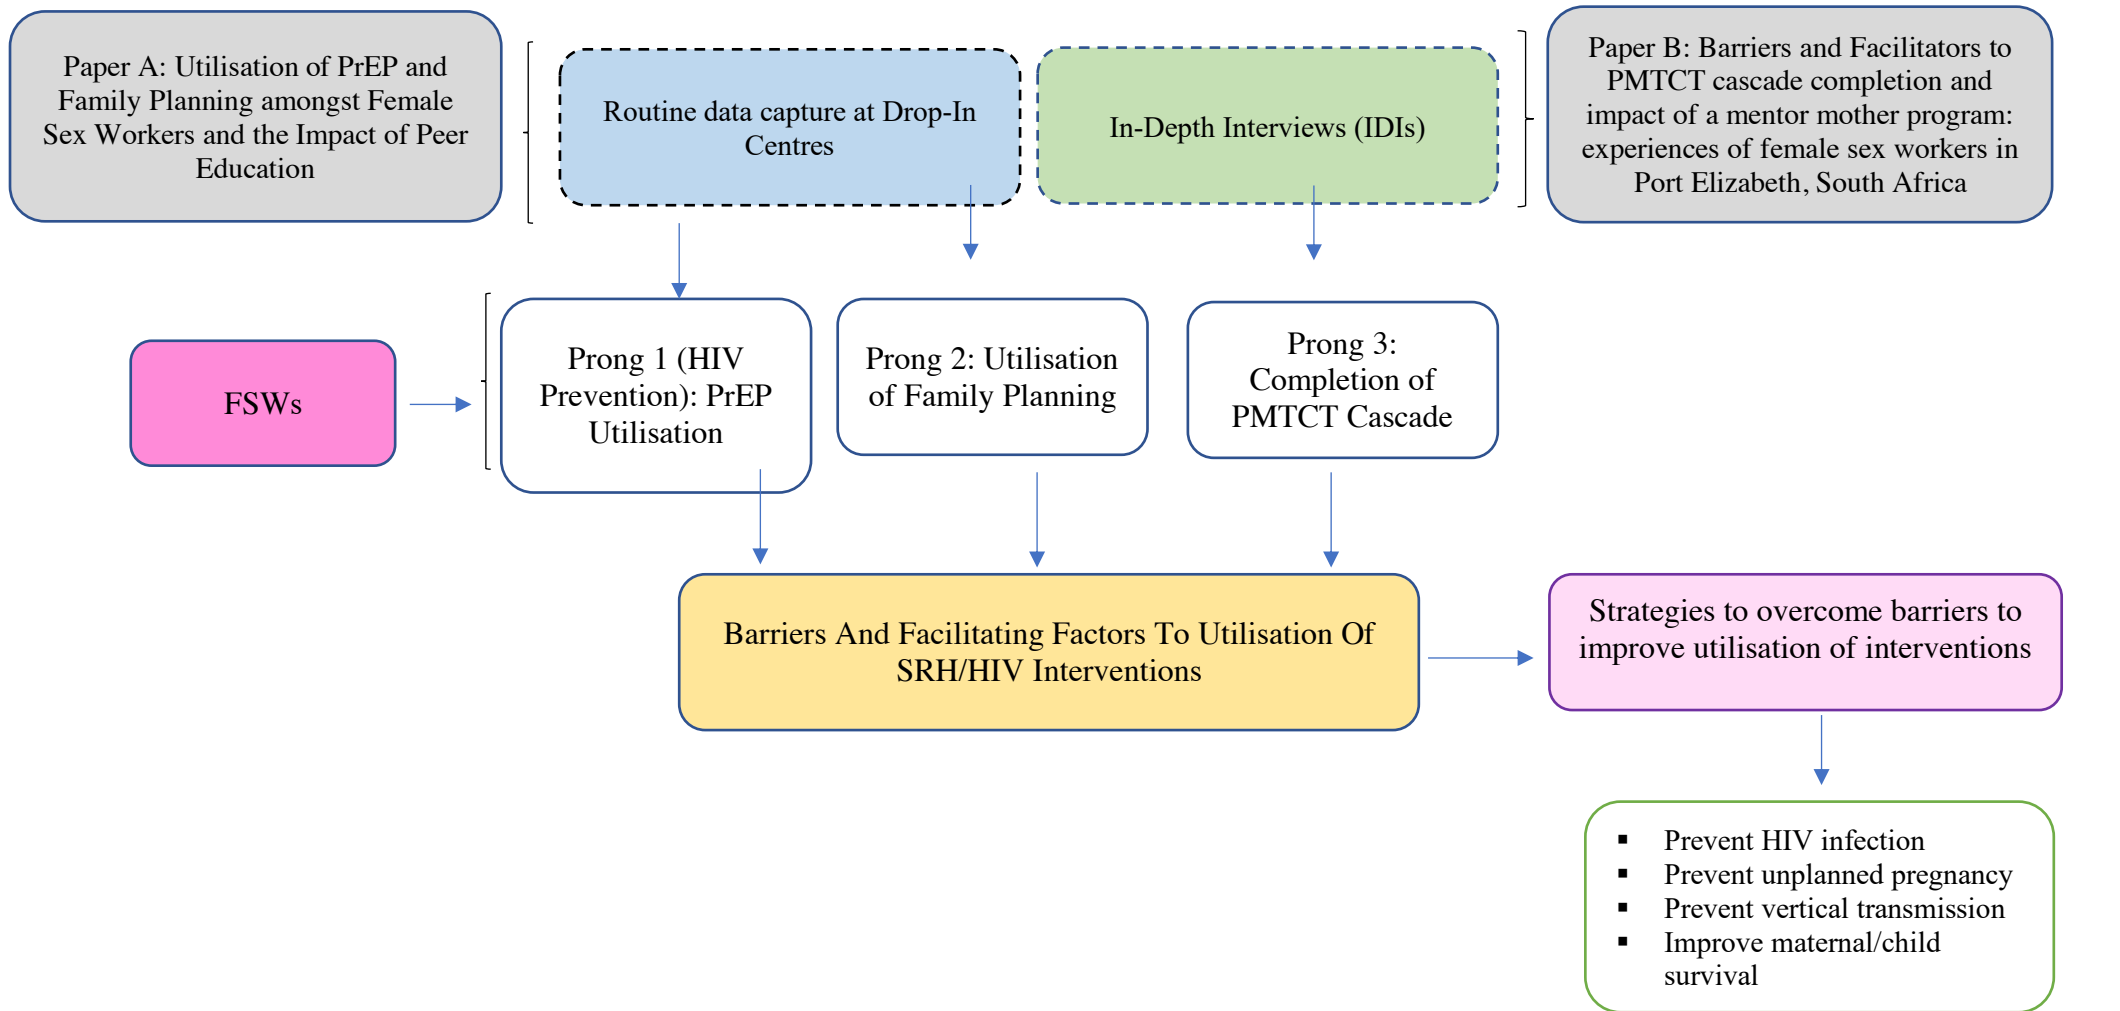 Paper A: Utilisation of PrEP and
Family Planning amongst Female
Sex Workers and the Impact of Peer
Education
Routine data capture at Drop-In
Centres
In-Depth Interviews (IDIs)
Paper B: Barriers and Facilitators to
PMTCT cascade completion and
impact of a mentor mother program:
experiences of female sex workers in
Port Elizabeth, South Africa
FSWs
Prong 1 (HIV
Prevention): PrEP
Utilisation
Prong 2: Utilisation
of Family Planning
Prong 3:
Completion of
PMTCT Cascade
Barriers And Facilitating Factors To Utilisation Of
SRH/HIV Interventions
Strategies to overcome barriers to
improve utilisation of interventions
▪ Prevent HIV infection
▪ Prevent unplanned pregnancy
▪ Prevent vertical transmission
▪ Improve maternal/child
survival